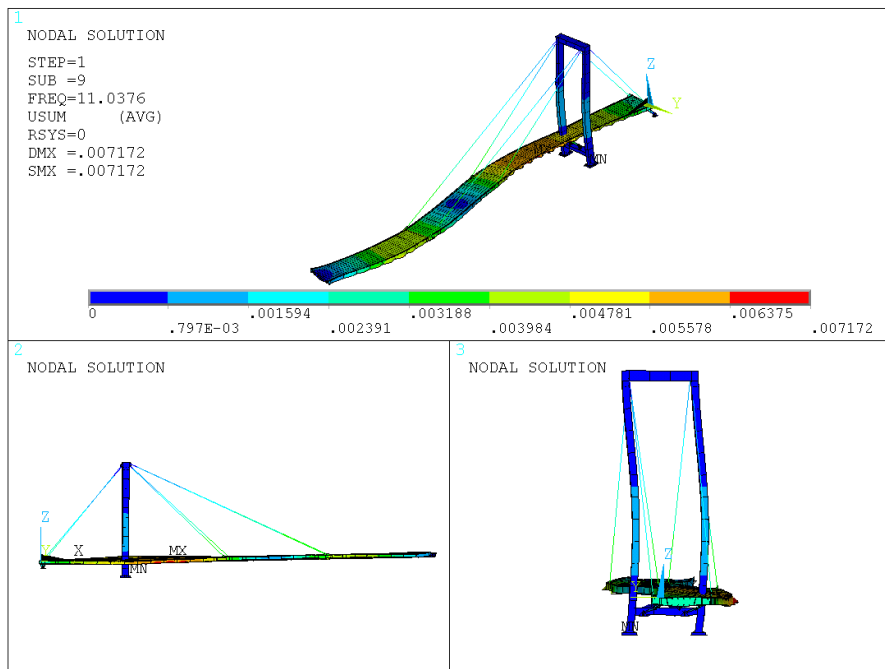 1
NODAL SOLUTION
STEP=1
SUB =9
FREQ=11.0376
USUM (AVG)
RSYS=0
DMX =.007172
SMX =.007172
Z
Y
MN
0 .001594 .003188 .004781 .006375
.797E-03 .002391 .003984 .005578 .007172
2
NODAL SOLUTION
Z
X MX
MN
3
NODAL SOLUTION
Z
Y
MN